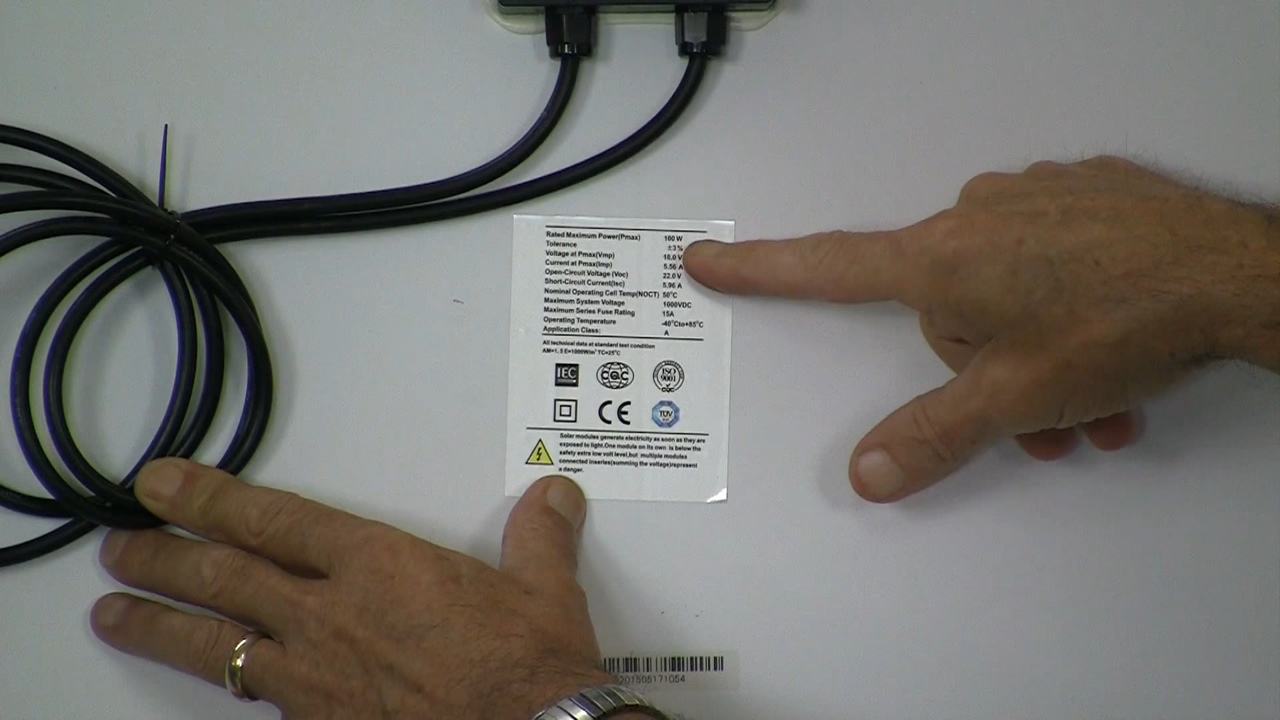 Rated Maximum Power(Pmax) 100 W
Tolerance ±3%
Voltage at Pmax(Vmp) 18.0 V
Current at Pmax(Imp) 5.56 A
Open-Circuit Voltage (Voc) 22.0 V
Short-Circuit Current(Isc) 5.96 A
Nominal Operating Cell Temp(NOCT) 50°C
Maximum System Voltage 1000VDC
Maximum Series Fuse Rating 15A
Operating Temperature -40°Cto+85°C
Application Class: A
All technical data at standard test condition
AM=1.5 E=1000W/m² TC=25°C
IEC CQC ISO 9001
CE TÜV
Solar modules generate electricity as soon as they are
exposed to light.One module on its own is below the
safety extra low volt level,but multiple modules
connected inseries(summing the voltage)represent
a danger.
201505171054